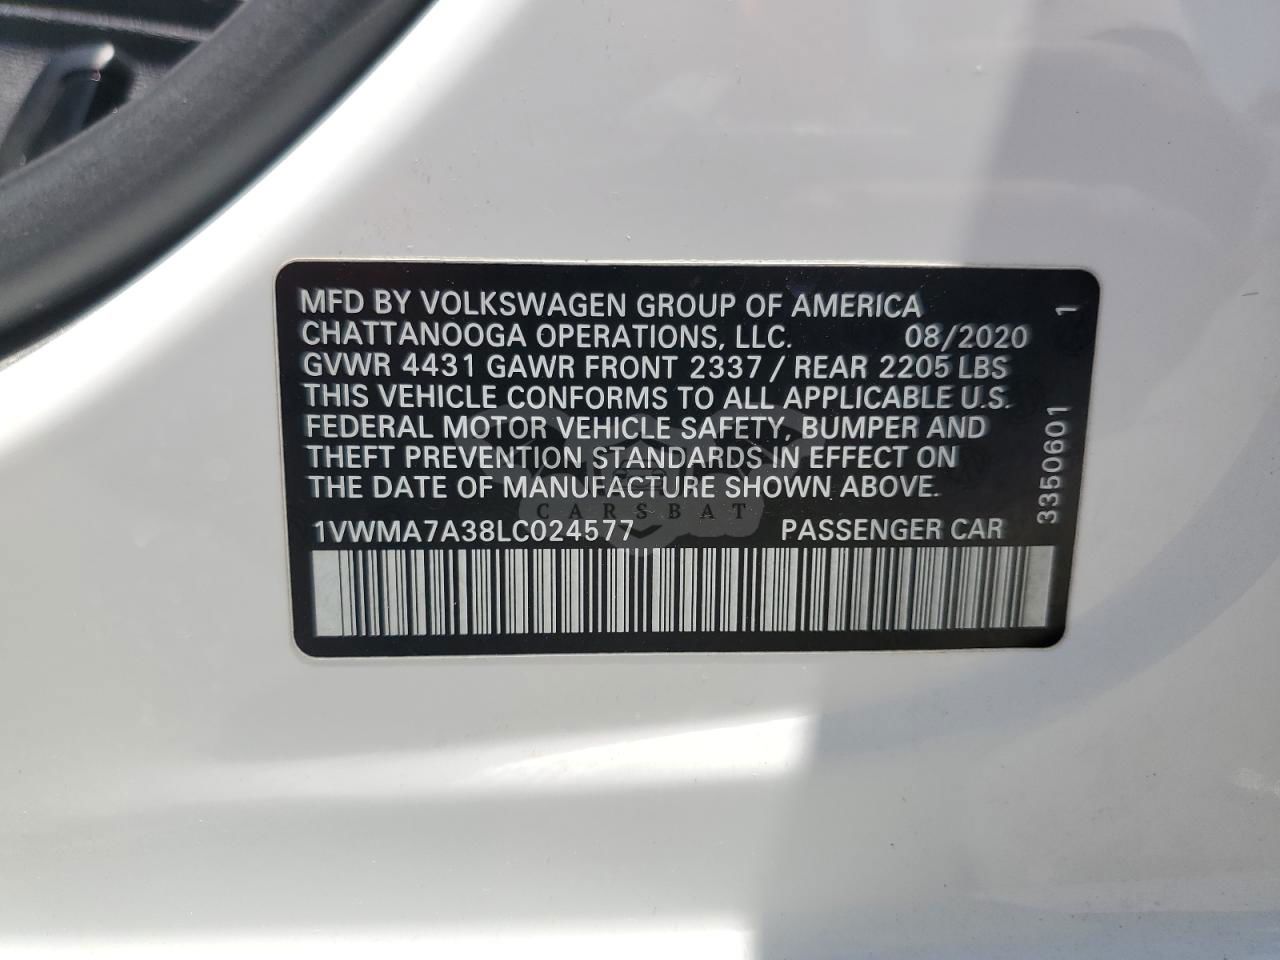 MFD BY VOLKSWAGEN GROUP OF AMERICA
CHATTANOOGA OPERATIONS, LLC. 08/2020
GVWR 4431 GAWR FRONT 2337 / REAR 2205 LBS
THIS VEHICLE CONFORMS TO ALL APPLICABLE U.S.
FEDERAL MOTOR VEHICLE SAFETY, BUMPER AND
THEFT PREVENTION STANDARDS IN EFFECT ON
THE DATE OF MANUFACTURE SHOWN ABOVE.
CARSBAT
1VWMA7A38LC024577 PASSENGER CAR
3350601 1